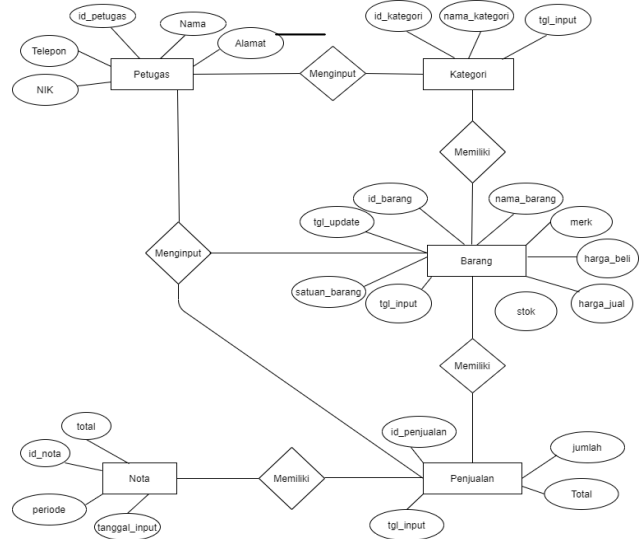 id_petugas
Nama
Alamat
Telepon
NIK
Petugas
Menginput
id_kategori
nama_kategori
tgl_input
Kategori
Memiliki
id_barang
nama_barang
tgl_update
merk
Menginput
Barang
harga_beli
satuan_barang
tgl_input
stok
harga_jual
Memiliki
total
id_penjualan
id_nota
jumlah
Nota
Memiliki
Penjualan
periode
Total
tanggal_input
tgl_input